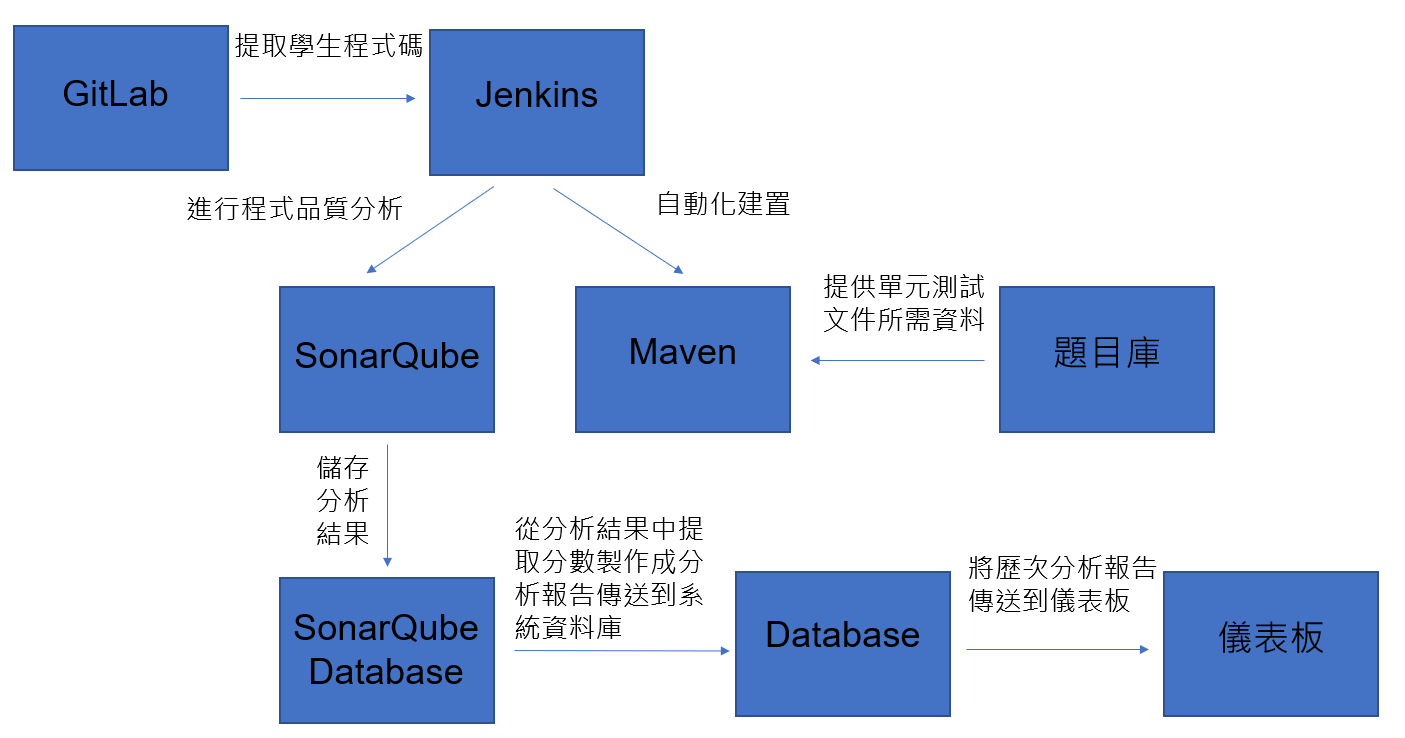 GitLab
提取學生程式碼
Jenkins
進行程式品質分析
自動化建置
SonarQube
Maven
提供單元測試
文件所需資料
題目庫
儲存
分析
結果
SonarQube
Database
從分析結果中提
取分數製作成分
析報告傳送到系
統資料庫
Database
將歷次分析報告
傳送到儀表板
儀表板